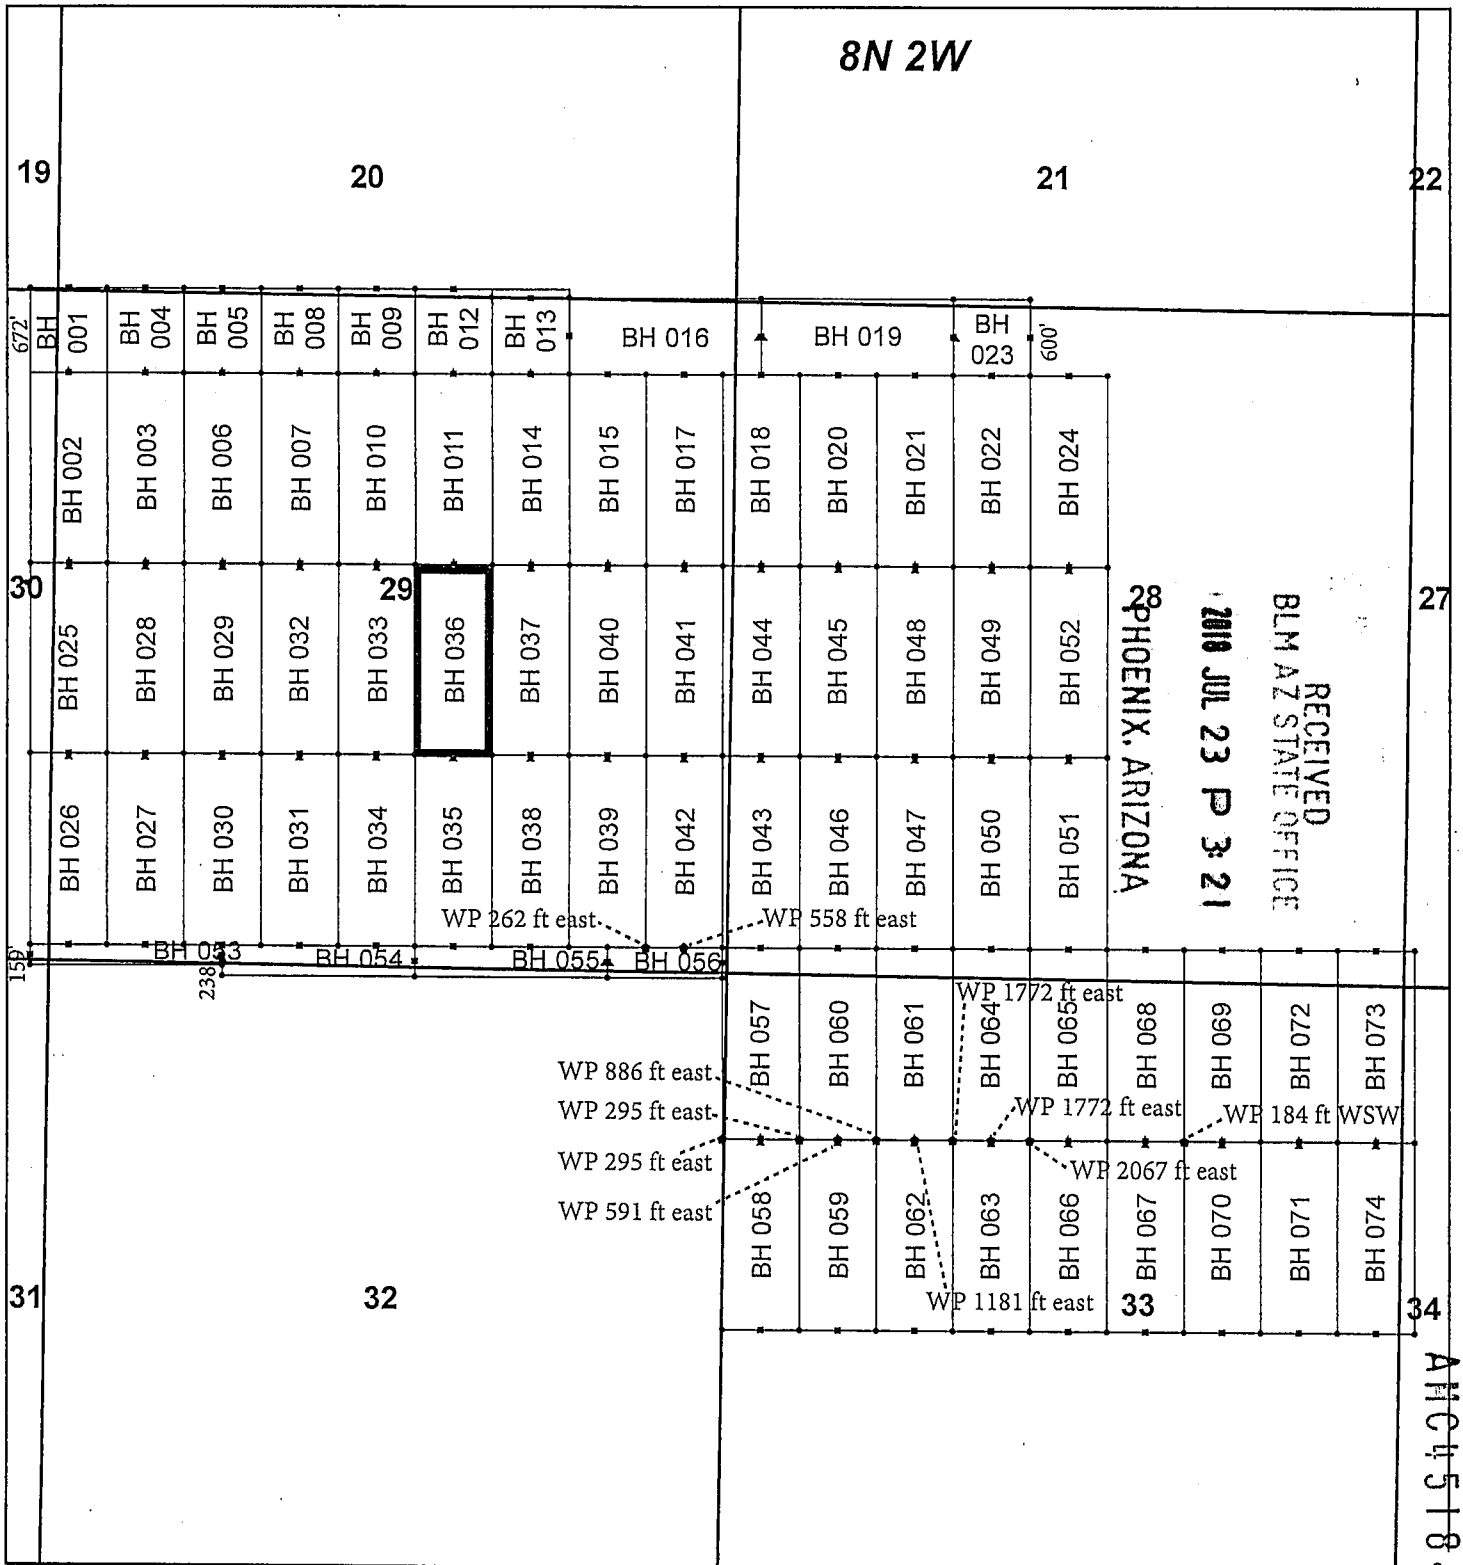 8N 2W
19
20
21
22
672'
BH 001
BH 004
BH 005
BH 008
BH 009
BH 012
BH 013
BH 016
BH 019
BH 023
600'
BH 002
BH 003
BH 006
BH 007
BH 010
BH 011
BH 014
BH 015
BH 017
BH 018
BH 020
BH 021
BH 022
BH 024
30
29
28
27
BH 025
BH 028
BH 029
BH 032
BH 033
BH 036
BH 037
BH 040
BH 041
BH 044
BH 045
BH 048
BH 049
BH 052
RECEIVED
BLM AZ STATE OFFICE
2018 JUL 23 P 3:21
PHOENIX, ARIZONA
BH 026
BH 027
BH 030
BH 031
BH 034
BH 035
BH 038
BH 039
BH 042
BH 043
BH 046
BH 047
BH 050
BH 051
WP 262 ft east
WP 558 ft east
159'
BH 053
238'
BH 054
BH 055
BH 056
WP 1772 ft east
BH 057
BH 060
BH 061
BH 064
BH 065
BH 068
BH 069
BH 072
BH 073
WP 886 ft east
WP 295 ft east
WP 1772 ft east
WP 184 ft WSW
WP 295 ft east
WP 2067 ft east
WP 591 ft east
BH 058
BH 059
BH 062
BH 063
BH 066
BH 067
BH 070
BH 071
BH 074
WP 1181 ft east
31
32
33
34
AMC4518